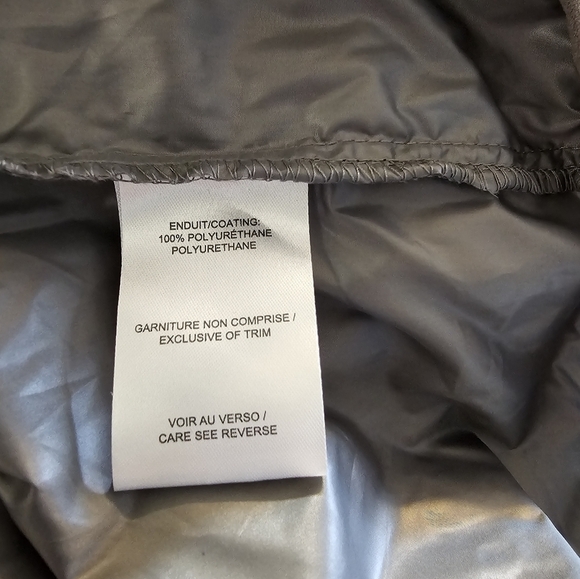 ENDUIT/COATING:
100% POLYURÉTHANE
POLYURETHANE
GARNITURE NON COMPRISE /
EXCLUSIVE OF TRIM
VOIR AU VERSO /
CARE SEE REVERSE